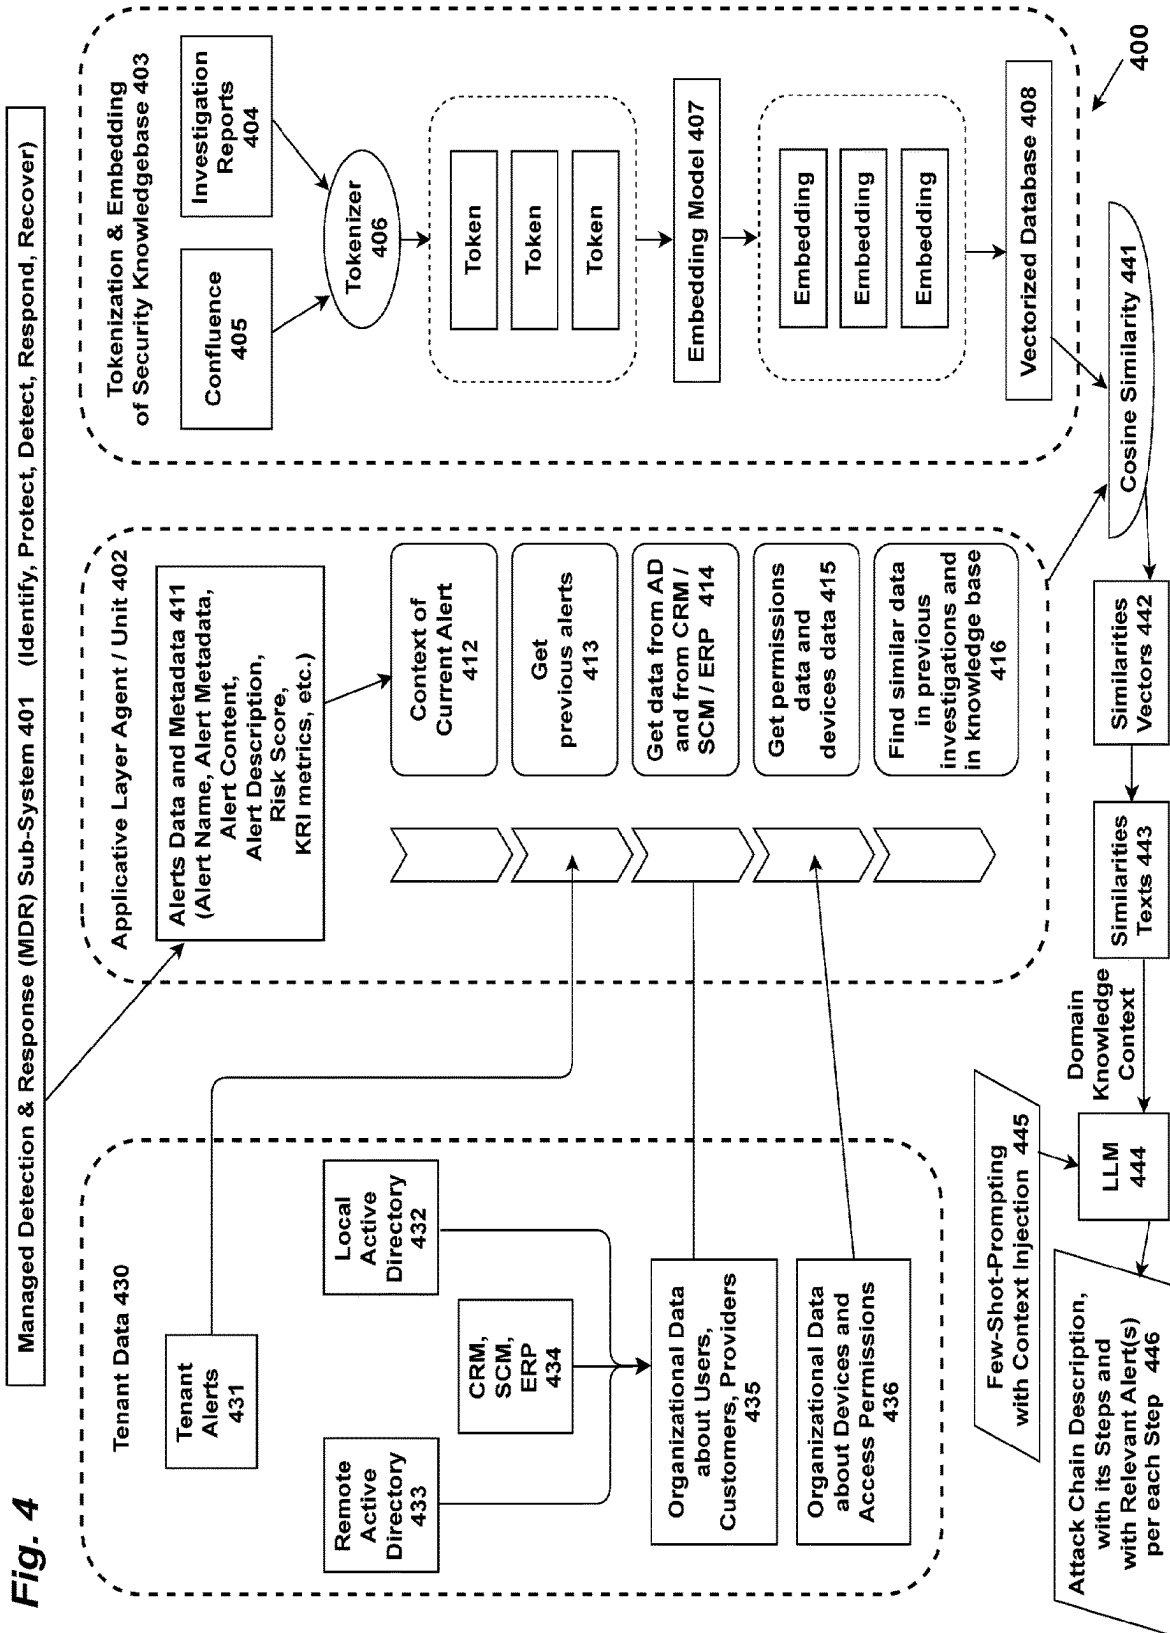 Fig. 4
Managed Detection & Response (MDR) Sub-System 401 (Identify, Protect, Detect, Respond, Recover)
Tenant Data 430
Tenant
Alerts
431
Remote
Active
Directory
433
CRM,
SCM,
ERP
434
Local
Active
Directory
432
Organizational Data
about Users,
Customers, Providers
435
Organizational Data
about Devices and
Access Permissions
436
Applicative Layer Agent / Unit 402
Alerts Data and Metadata 411
(Alert Name, Alert Metadata,
Alert Content,
Alert Description,
Risk Score,
KRI metrics, etc.)
Context of
Current Alert
412
Get
previous alerts
413
Get data from AD
and from CRM /
SCM / ERP 414
Get permissions
data and
devices data 415
Find similar data
in previous
investigations and
in knowledge base
416
Tokenization & Embedding
of Security Knowledgebase 403
Confluence
405
Investigation
Reports
404
Tokenizer
406
Token
Token
Token
Embedding Model 407
Embedding
Embedding
Embedding
Vectorized Database 408
400
Cosine Similarity 441
Similarities
Vectors 442
Similarities
Texts 443
Domain
Knowledge
Context
Few-Shot-Prompting
with Context Injection 445
LLM
444
Attack Chain Description,
with its Steps and
with Relevant Alert(s)
per each Step 446